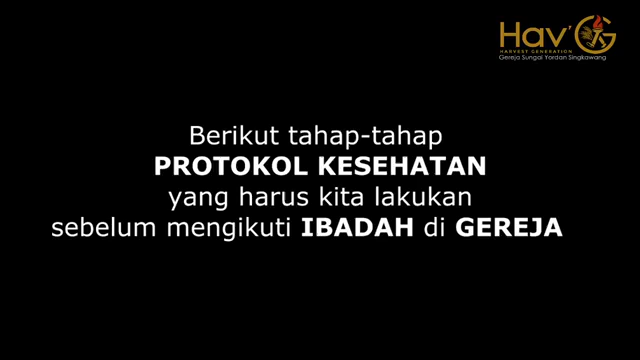 Hav'G
HARVEST GENERATION
Gereja Sungai Yordan Singkawang
Berikut tahap-tahap
PROTOKOL KESEHATAN
yang harus kita lakukan
sebelum mengikuti IBADAH di GEREJA